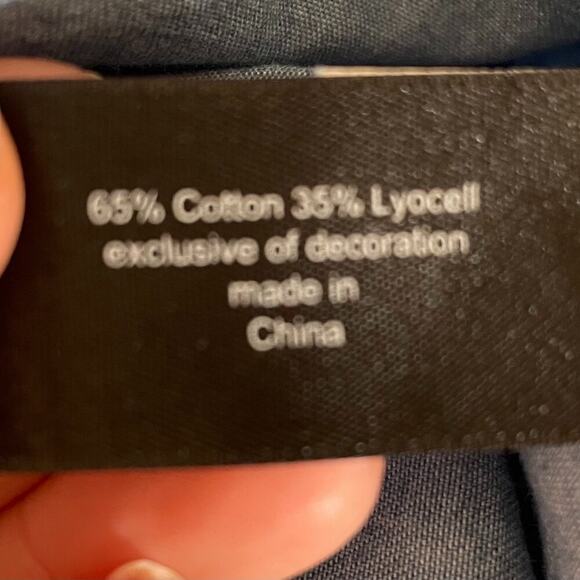 65% Cotton 35% Lyocell
exclusive of decoration
made in
China